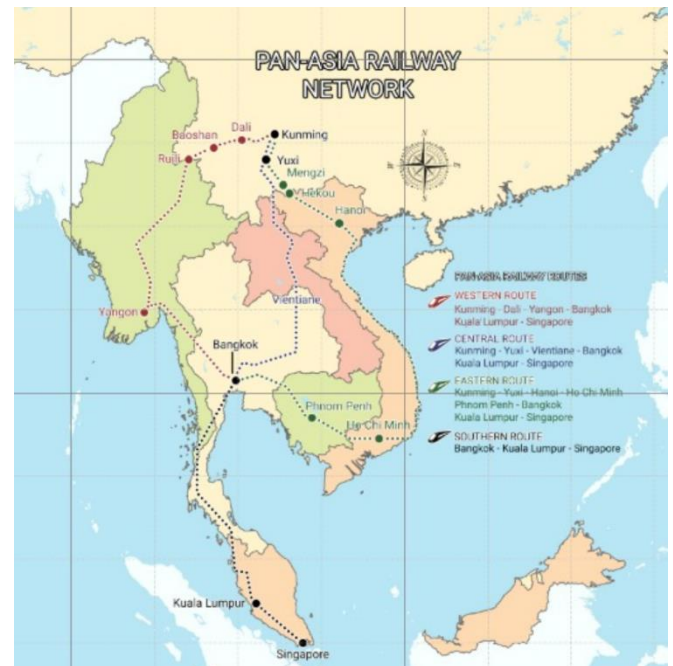 PAN-ASIA RAILWAY
NETWORK
N
Kunming
Dali
Baoshan
Ruili
Yuxi
Mengzi
Hekou
Hanoi
PAN-ASIA RAILWAY ROUTES
Vientiane
WESTERN ROUTE
Kunming - Dali - Yangon - Bangkok
Kuala Lumpur - Singapore
Yangon
CENTRAL ROUTE
Kunming - Yuxi - Vientiane - Bangkok
Kuala Lumpur - Singapore
Bangkok
EASTERN ROUTE
Kunming - Yuxi - Hanoi - Ho Chi Minh
Phnom Penh - Bangkok
Kuala Lumpur - Singapore
Phnom Penh
Ho Chi Minh
SOUTHERN ROUTE
Bangkok - Kuala Lumpur - Singapore
Kuala Lumpur
Singapore